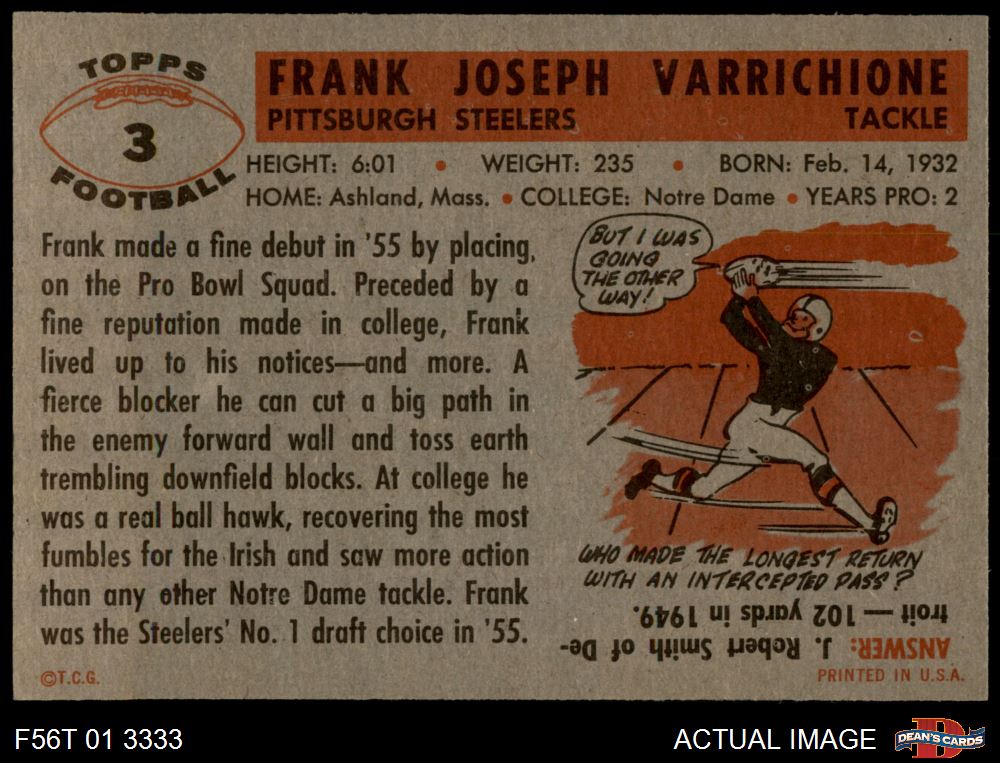 TOPPS
3
FOOTBALL
FRANK JOSEPH VARRICHIONE
PITTSBURGH STEELERS TACKLE
HEIGHT: 6:01 • WEIGHT: 235 • BORN: Feb. 14, 1932
HOME: Ashland, Mass. • COLLEGE: Notre Dame • YEARS PRO: 2
Frank made a fine debut in '55 by placing,
on the Pro Bowl Squad. Preceded by a
fine reputation made in college, Frank
lived up to his notices—and more. A
fierce blocker he can cut a big path in
the enemy forward wall and toss earth
trembling downfield blocks. At college he
was a real ball hawk, recovering the most
fumbles for the Irish and saw more action
than any other Notre Dame tackle. Frank
was the Steelers' No. 1 draft choice in '55.
©T.C.G.
BUT I WAS
GOING
THE OTHER
WAY!
WHO MADE THE LONGEST RETURN
WITH AN INTERCEPTED PASS?
ANSWER: J. Robert Smith of De-
troit — 102 yards in 1949.
PRINTED IN U.S.A.
F56T 01 3333
ACTUAL IMAGE
DEAN'S CARDS